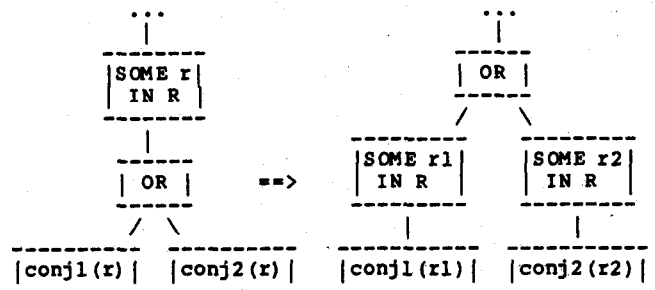 ... ...
SOME r
IN R
OR
OR
SOME r1
IN R
SOME r2
IN R
==>
conj1(r) conj2(r) conj1(r1) conj2(r2)